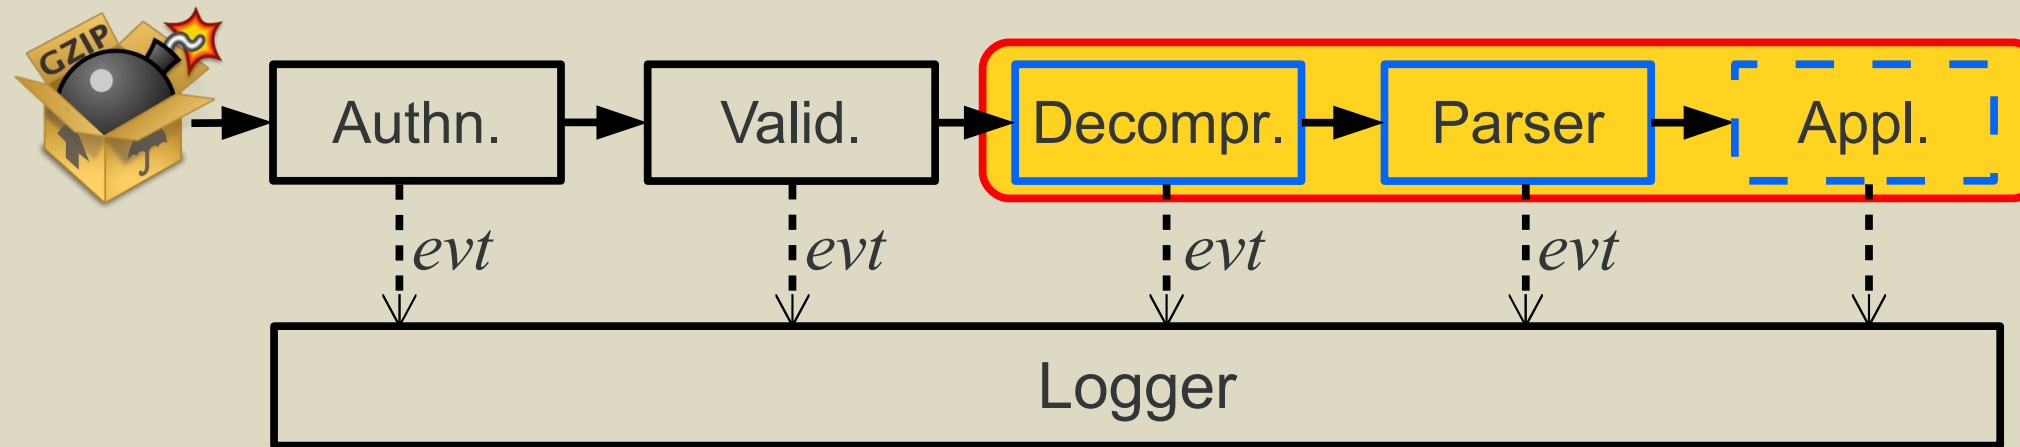 GZIP
Authn.
Valid.
Decompr.
Parser
Appl.
evt
evt
evt
evt
Logger